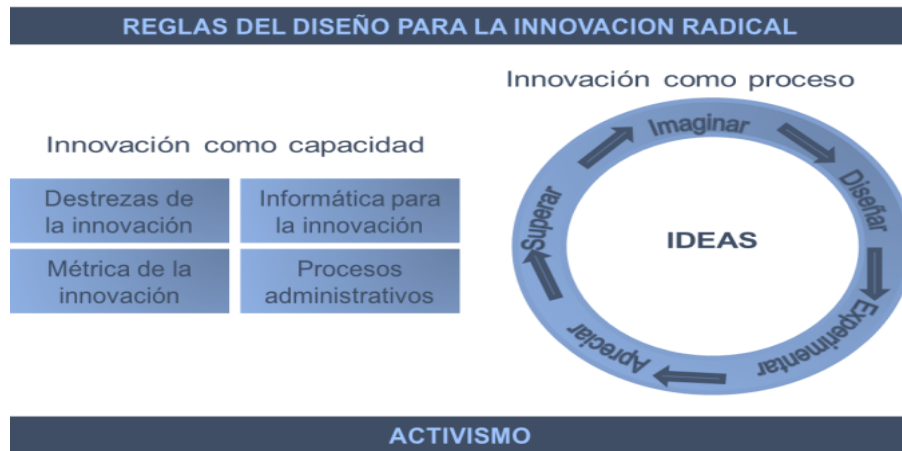 REGLAS DEL DISEÑO PARA LA INNOVACION RADICAL
Innovación como proceso
Innovación como capacidad
Destrezas de
la innovación
Informática para
la innovación
Métrica de la
innovación
Procesos
administrativos
Imaginar
Diseñar
Experimentar
Apreciar
Superar
IDEAS
ACTIVISMO